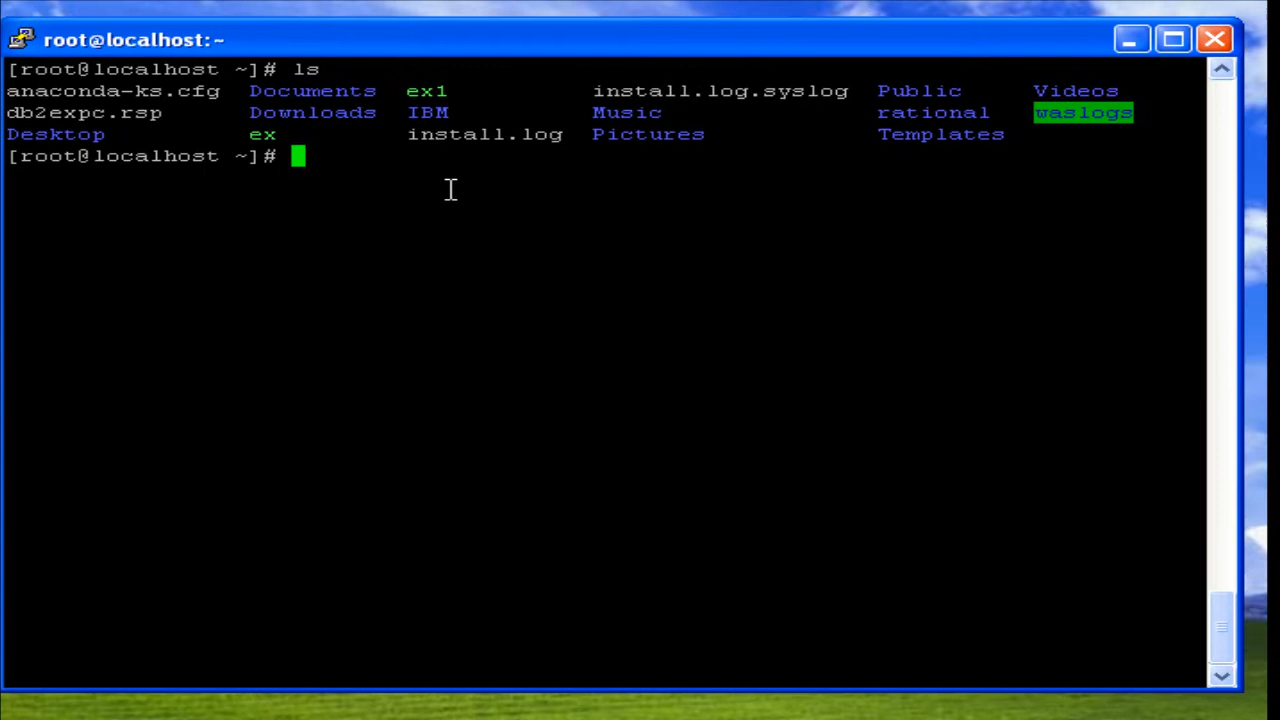 root@localhost:~
[root@localhost ~]# ls
anaconda-ks.cfg  Documents  ex1          install.log.syslog  Public     Videos
db2expc.rsp      Downloads  IBM          Music               rational   waslogs
Desktop          ex         install.log  Pictures            Templates
[root@localhost ~]#